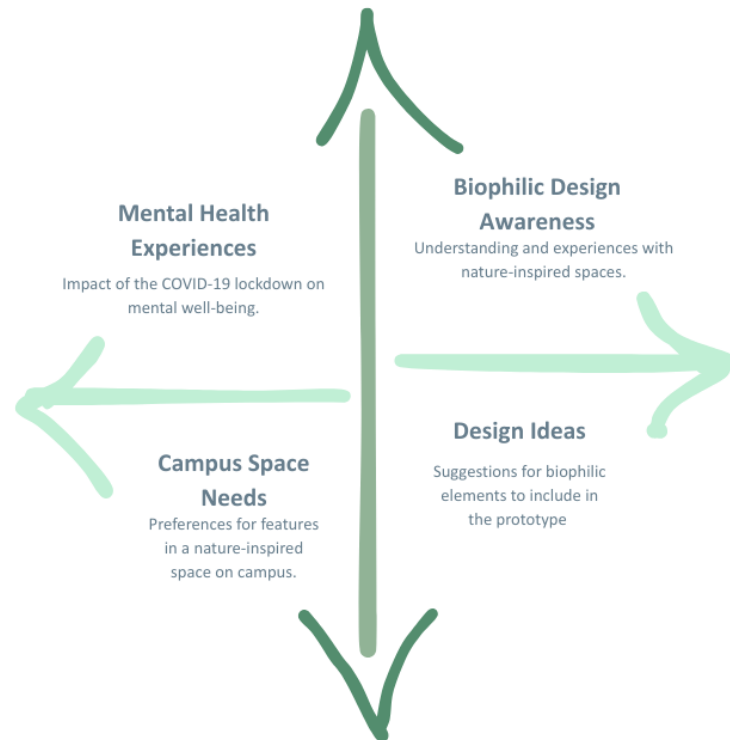 Mental Health
Experiences
Impact of the COVID-19 lockdown on
mental well-being.
Biophilic Design
Awareness
Understanding and experiences with
nature-inspired spaces.
Campus Space
Needs
Preferences for features
in a nature-inspired
space on campus.
Design Ideas
Suggestions for biophilic
elements to include in
the prototype